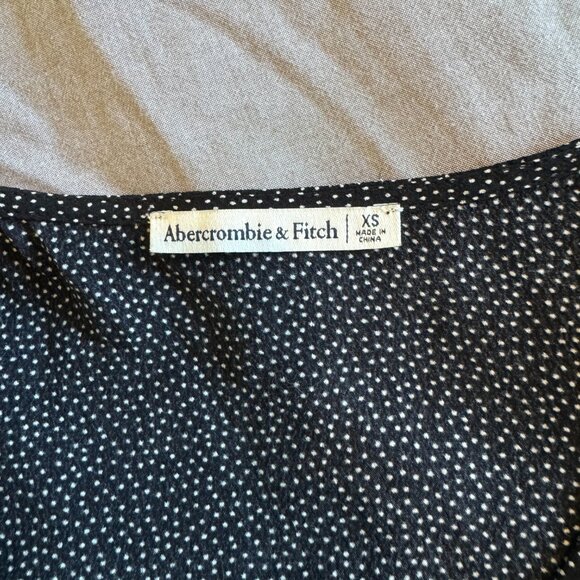 Abercrombie & Fitch | XS
MADE IN
CHINA